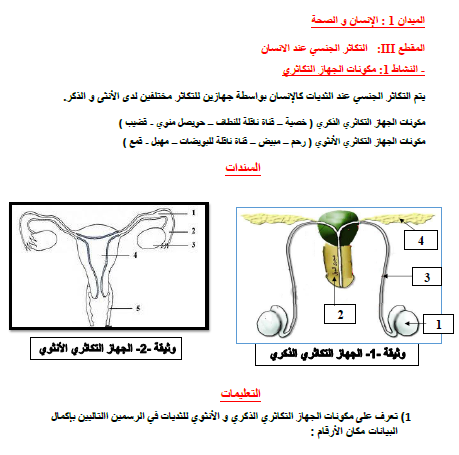 الميدان 1 : الإنسان و الصحة
المقطع III: التكاثر الجنسي عند الانسان
- النشاط 1: مكونات الجهاز التكاثري
يتم التكاثر الجنسي عند الثديات كالإنسان بواسطة جهازين للتكاثر مختلفين لدى الأنثى و الذكر.
مكونات الجهاز التكاثري الذكري ( خصية – قناة ناقلة للنطاف – حويصل منوي - قضيب )
مكونات الجهاز التكاثري الأنثوي ( رحم – مبيض – قناة ناقلة للبويضات – مهبل - قمع )
السندات
1
2
3
4
5
وثيقة -2- الجهاز التكاثري الأنثوي
4
3
2
1
وثيقة -1- الجهاز التكاثري الذكري
التعليمات
1) تعرف على مكونات الجهاز التكاثري الذكري و الأنثوي للثديات في الرسمين االتاليين بإكمال
البيانات مكان الأرقام :